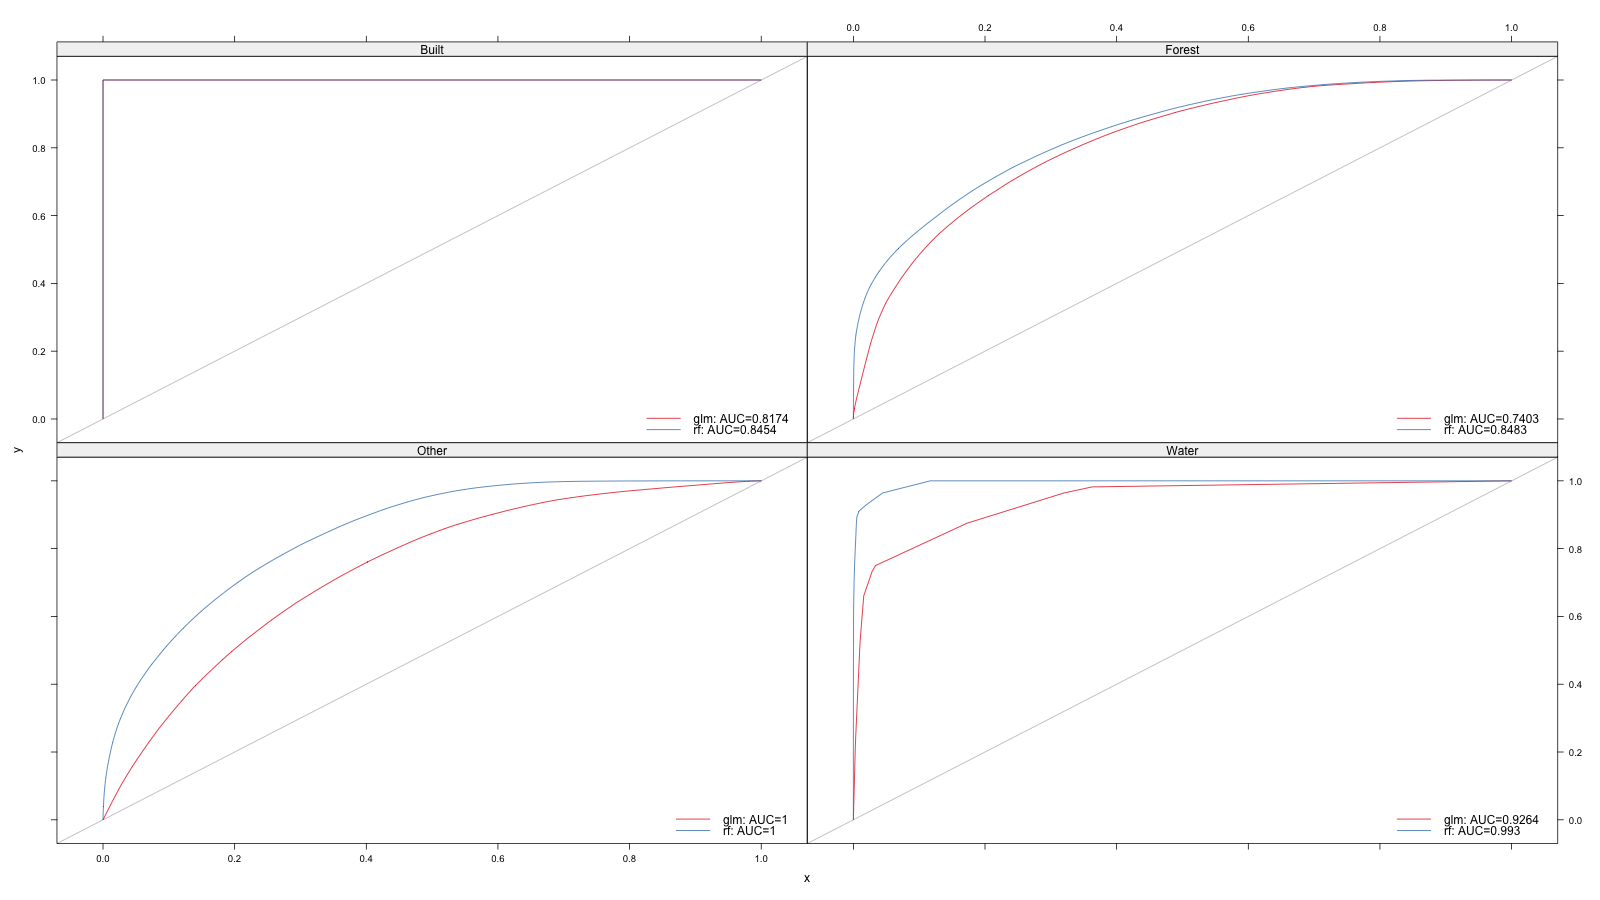 0.0 0.2 0.4 0.6 0.8 1.0
Built
Forest
1.0
0.8
0.6
0.4
0.2
0.0
glm: AUC=0.8174
rf: AUC=0.8454
glm: AUC=0.7403
rf: AUC=0.8483
y
Other
Water
1.0
0.8
0.6
0.4
0.2
0.0
glm: AUC=1
rf: AUC=1
glm: AUC=0.9264
rf: AUC=0.993
0.0 0.2 0.4 0.6 0.8 1.0
x